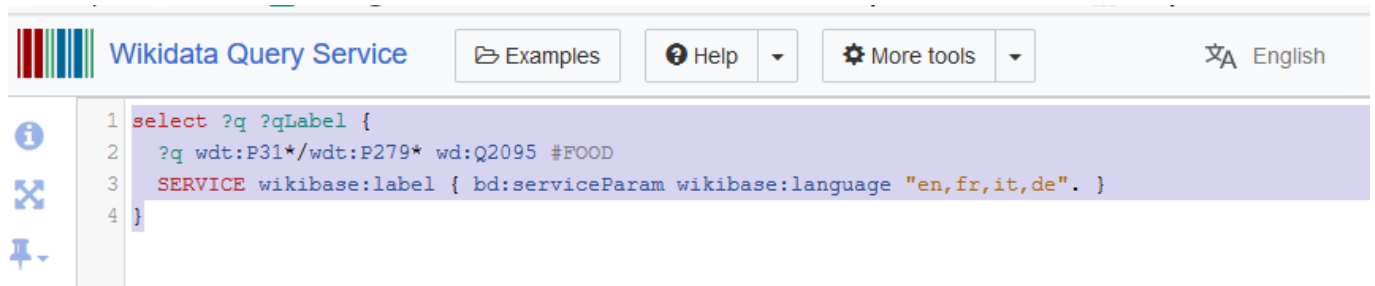 Wikidata Query Service Examples Help More tools English
1 select ?q ?qLabel {
2 ?q wdt:P31*/wdt:P279* wd:Q2095 #FOOD
3 SERVICE wikibase:label { bd:serviceParam wikibase:language "en,fr,it,de". }
4 }